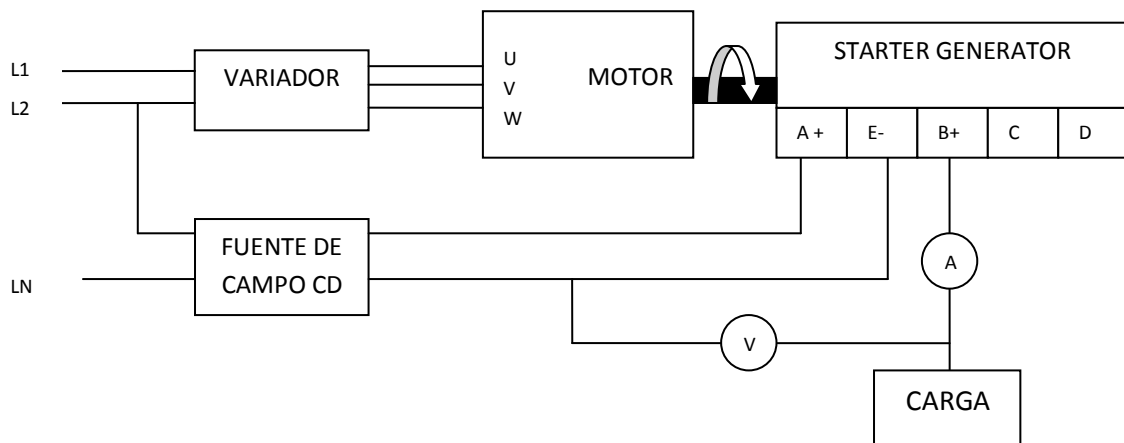 L1
L2
LN
VARIADOR
U
V
W
MOTOR
STARTER GENERATOR
A +
E-
B+
C
D
FUENTE DE
CAMPO CD
A
V
CARGA